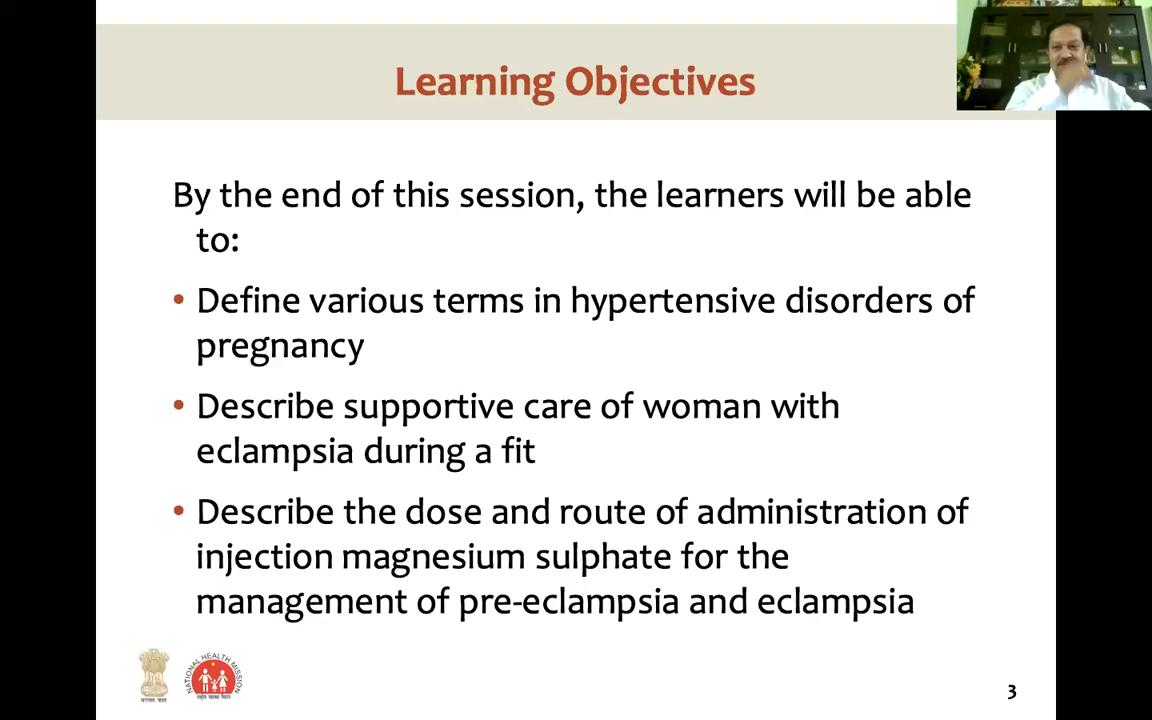 Learning Objectives
By the end of this session, the learners will be able
to:
• Define various terms in hypertensive disorders of
pregnancy
• Describe supportive care of woman with
eclampsia during a fit
• Describe the dose and route of administration of
injection magnesium sulphate for the
management of pre-eclampsia and eclampsia
NATIONAL HEALTH MISSION
3